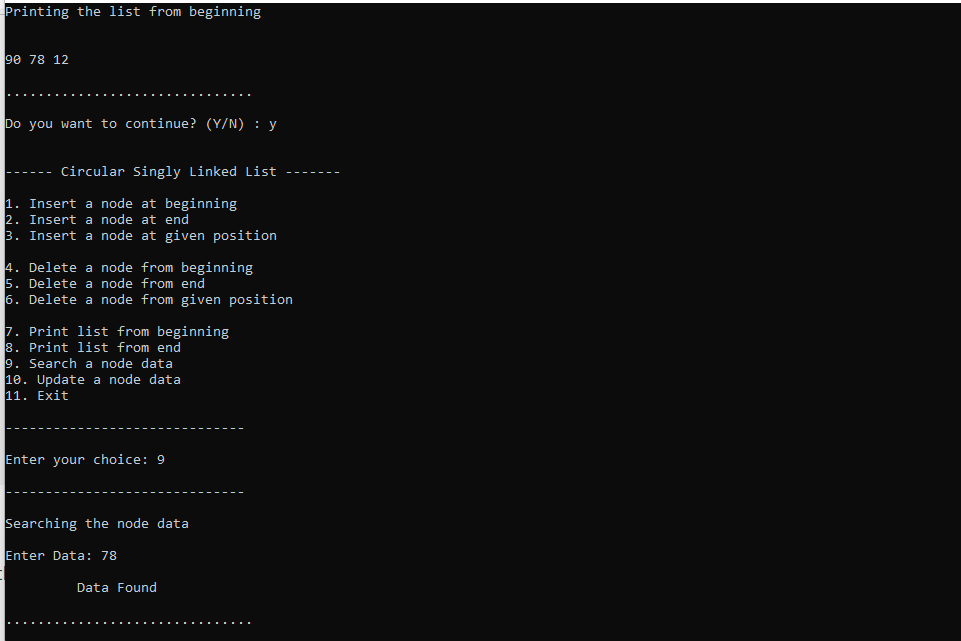 Printing the list from beginning
90 78 12
...............................
Do you want to continue? (Y/N) : y
------ Circular Singly Linked List -------
1. Insert a node at beginning
2. Insert a node at end
3. Insert a node at given position
4. Delete a node from beginning
5. Delete a node from end
6. Delete a node from given position
7. Print list from beginning
8. Print list from end
9. Search a node data
10. Update a node data
11. Exit
------------------------------
Enter your choice: 9
------------------------------
Searching the node data
Enter Data: 78
Data Found
...............................